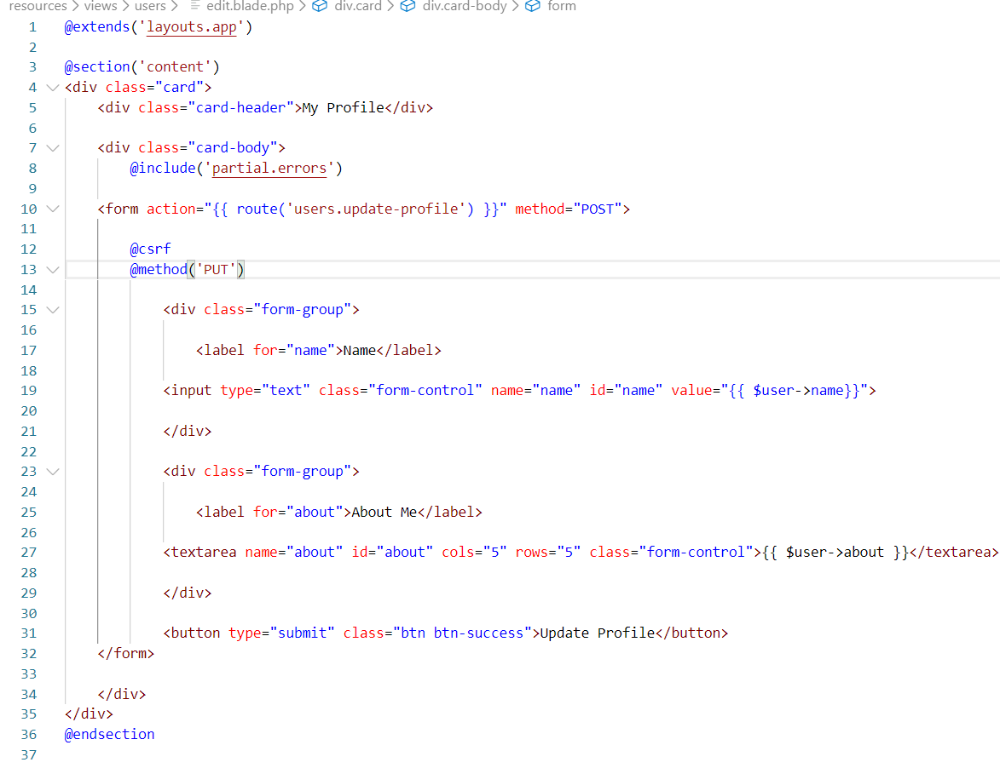 resources > views > users > edit.blade.php > div.card > div.card-body > form
1 @extends('layouts.app')
2
3 @section('content')
4 <div class="card">
5 <div class="card-header">My Profile</div>
6
7 <div class="card-body">
8 @include('partial.errors')
9
10 <form action="{{ route('users.update-profile') }}" method="POST">
11
12 @csrf
13 @method('PUT')
14
15 <div class="form-group">
16
17 <label for="name">Name</label>
18
19 <input type="text" class="form-control" name="name" id="name" value="{{ $user->name}}">
20
21 </div>
22
23 <div class="form-group">
24
25 <label for="about">About Me</label>
26
27 <textarea name="about" id="about" cols="5" rows="5" class="form-control">{{ $user->about }}</textarea>
28
29 </div>
30
31 <button type="submit" class="btn btn-success">Update Profile</button>
32 </form>
33
34 </div>
35 </div>
36 @endsection
37